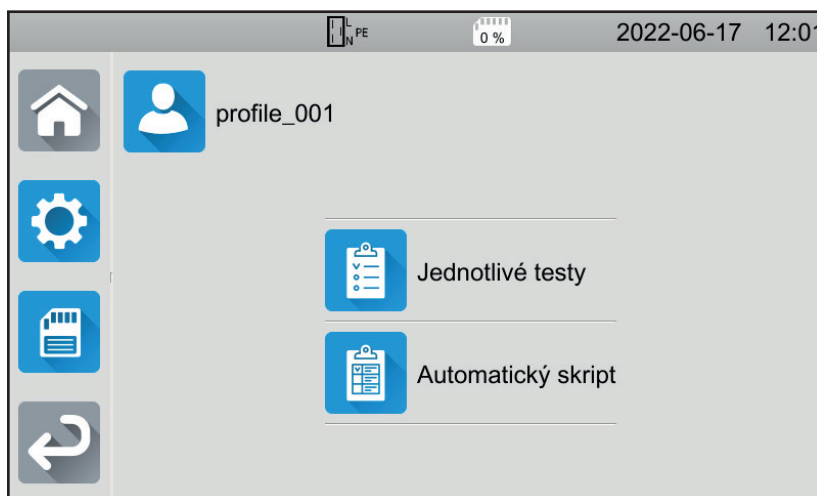 L
N PE 0 % 2022-06-17 12:01
profile_001
Jednotlivé testy
Automatický skript